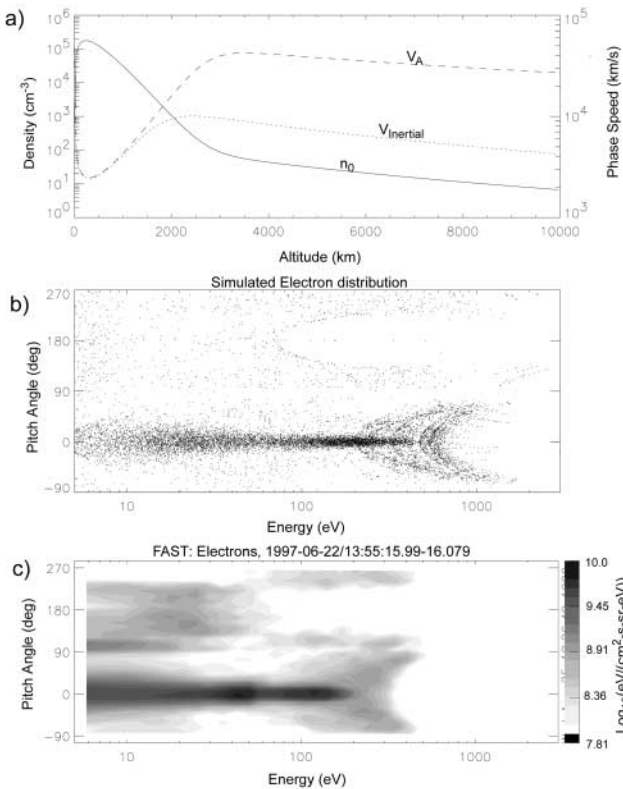 a)
Density (cm-3)
10^6
10^5
10^4
10^3
10^2
10^1
10^0
V_A
V_Inertial
n_0
10^5
10^4
10^3
Phase Speed (km/s)
0 2000 4000 6000 8000 10000
Altitude (km)
Simulated Electron distribution
b)
Pitch Angle (deg)
270
180
90
0
-90
10 100 1000
Energy (eV)
FAST: Electrons, 1997-06-22/13:55:15.99-16.079
c)
Pitch Angle (deg)
270
180
90
0
-90
10 100 1000
Energy (eV)
10.0
9.45
8.91
8.36
7.81
(eV/(cm2-s-sr-eV))